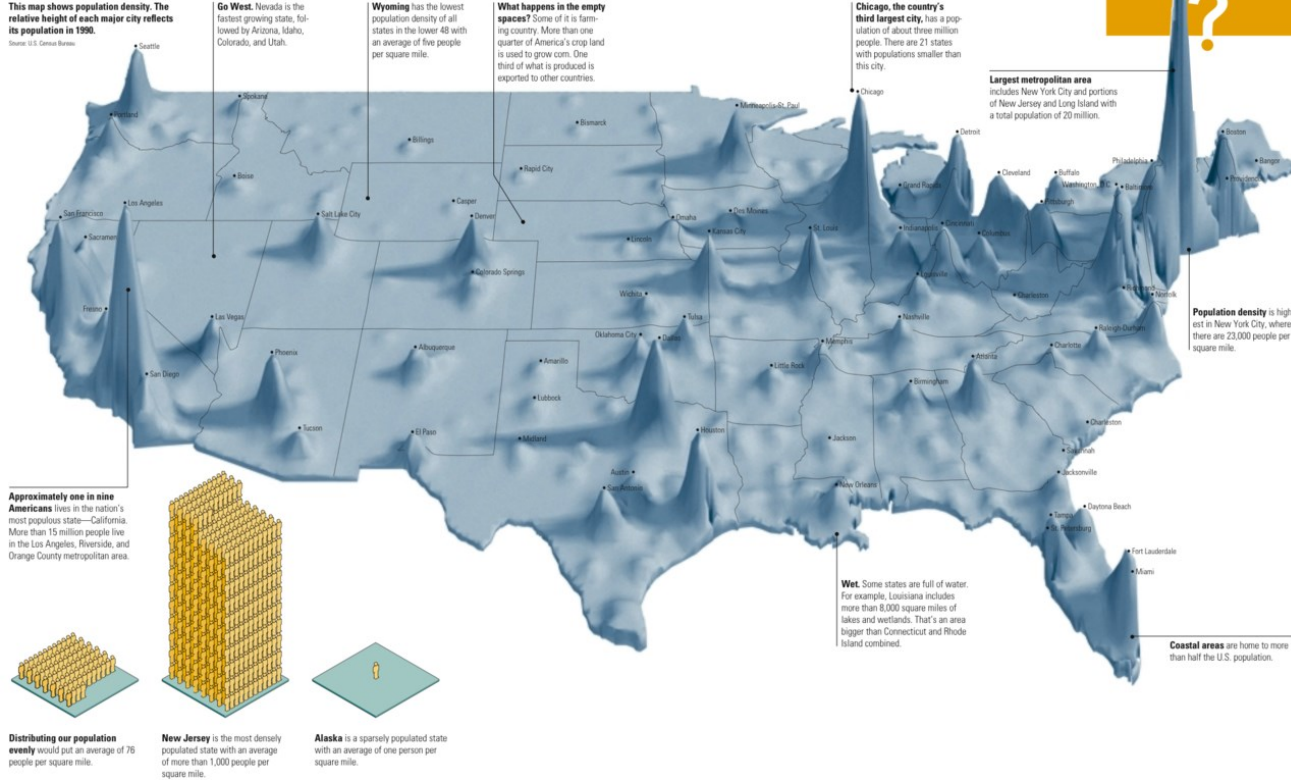 This map shows population density. The
relative height of each major city reflects
its population in 1990.
Source: U.S. Census Bureau
Go West. Nevada is the
fastest growing state, fol-
lowed by Arizona, Idaho,
Colorado, and Utah.
Wyoming has the lowest
population density of all
states in the lower 48 with
an average of five people
per square mile.
What happens in the empty
spaces? Some of it is farm-
ing country. More than one
quarter of America's crop land
is used to grow corn. One
third of what is produced is
exported to other countries.
Chicago, the country's
third largest city, has a pop-
ulation of about three million
people. There are 21 states
with populations smaller than
this city.
?
Largest metropolitan area
includes New York City and portions
of New Jersey and Long Island with
a total population of 20 million.
Seattle
Spokane
Portland
Billings
Bismarck
Minneapolis-St. Paul
Chicago
Detroit
Boston
Bangor
Providence
Philadelphia
Buffalo
Cleveland
Washington, D.C.
Baltimore
Pittsburgh
Grand Rapids
Boise
Rapid City
Casper
Denver
Salt Lake City
Los Angeles
San Francisco
Sacramen
Omaha
Des Moines
Lincoln
Kansas City
St. Louis
Indianapolis
Cincinnati
Columbus
Colorado Springs
Louisville
Charleston
Richmond
Norfolk
Wichita
Fresno
Las Vegas
Tulsa
Nashville
Raleigh-Durham
Oklahoma City
Dallas
Memphis
Charlotte
Phoenix
Albuquerque
Amarillo
Little Rock
Atlanta
San Diego
Birmingham
Lubbock
Tucson
El Paso
Midland
Houston
Jackson
Charleston
Savannah
Austin
San Antonio
New Orleans
Jacksonville
Daytona Beach
Tampa
St. Petersburg
Fort Lauderdale
Miami
Population density is high
est in New York City, where
there are 23,000 people per
square mile.
Approximately one in nine
Americans lives in the nation's
most populous state—California.
More than 15 million people live
in the Los Angeles, Riverside, and
Orange County metropolitan area.
Wet. Some states are full of water.
For example, Louisiana includes
more than 8,000 square miles of
lakes and wetlands. That's an area
bigger than Connecticut and Rhode
Island combined.
Coastal areas are home to more
than half the U.S. population.
Distributing our population
evenly would put an average of 76
people per square mile.
New Jersey is the most densely
populated state with an average
of more than 1,000 people per
square mile.
Alaska is a sparsely populated state
with an average of one person per
square mile.